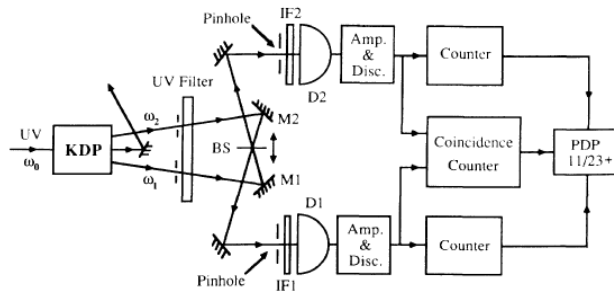 Pinhole
IF2
Amp.
&
Disc.
Counter
D2
UV Filter
M2
UV
ω₂
KDP
BS
Coincidence
Counter
PDP
11/23+
ω₀
ω₁
M1
D1
Amp.
&
Disc.
Counter
Pinhole
IF1